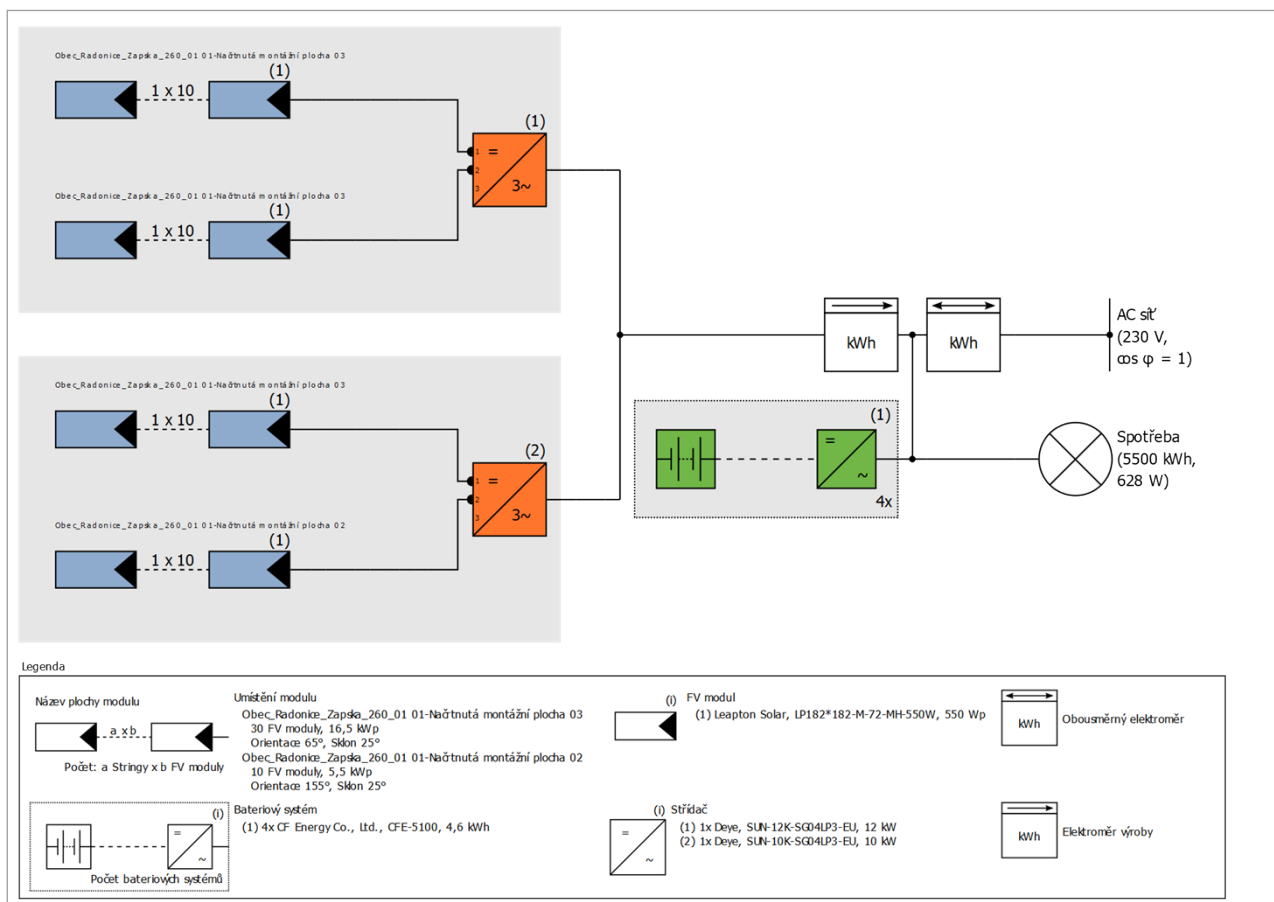 Obec_Radonice_Zapska_260_01 01-Načrtnutá montážní plocha 03
(1)
1 x 10
(1)
1 =
2
3 3~
Obec_Radonice_Zapska_260_01 01-Načrtnutá montážní plocha 03
(1)
1 x 10
kWh
kWh
AC síť
(230 V,
cos φ = 1)
Obec_Radonice_Zapska_260_01 01-Načrtnutá montážní plocha 03
(1)
1 x 10
(2)
1 =
2
3 3~
(1)
=
~
4x
Spotřeba
(5500 kWh,
628 W)
Obec_Radonice_Zapska_260_01 01-Načrtnutá montážní plocha 02
(1)
1 x 10
Legenda
Název plochy modulu
a x b
Počet: a Stringy x b FV moduly
Umístění modulu
Obec_Radonice_Zapska_260_01 01-Načrtnutá montážní plocha 03
30 FV moduly, 16,5 kWp
Orientace 65°, Sklon 25°
Obec_Radonice_Zapska_260_01 01-Načrtnutá montážní plocha 02
10 FV moduly, 5,5 kWp
Orientace 155°, Sklon 25°
(i) FV modul
(1) Leapton Solar, LP182*182-M-72-MH-550W, 550 Wp
kWh
Obousměrný elektroměr
(i)
=
~
Počet bateriových systémů
Bateriový systém
(1) 4x CF Energy Co., Ltd., CFE-5100, 4,6 kWh
(i) Střídač
=
~
(1) 1x Deye, SUN-12K-SG04LP3-EU, 12 kW
(2) 1x Deye, SUN-10K-SG04LP3-EU, 10 kW
kWh
Elektroměr výroby